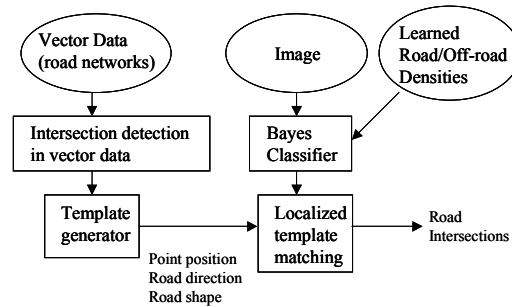 Vector Data
(road networks)
Image
Learned
Road/Off-road
Densities
Intersection detection
in vector data
Bayes
Classifier
Template
generator
Localized
template
matching
Road
Intersections
Point position
Road direction
Road shape